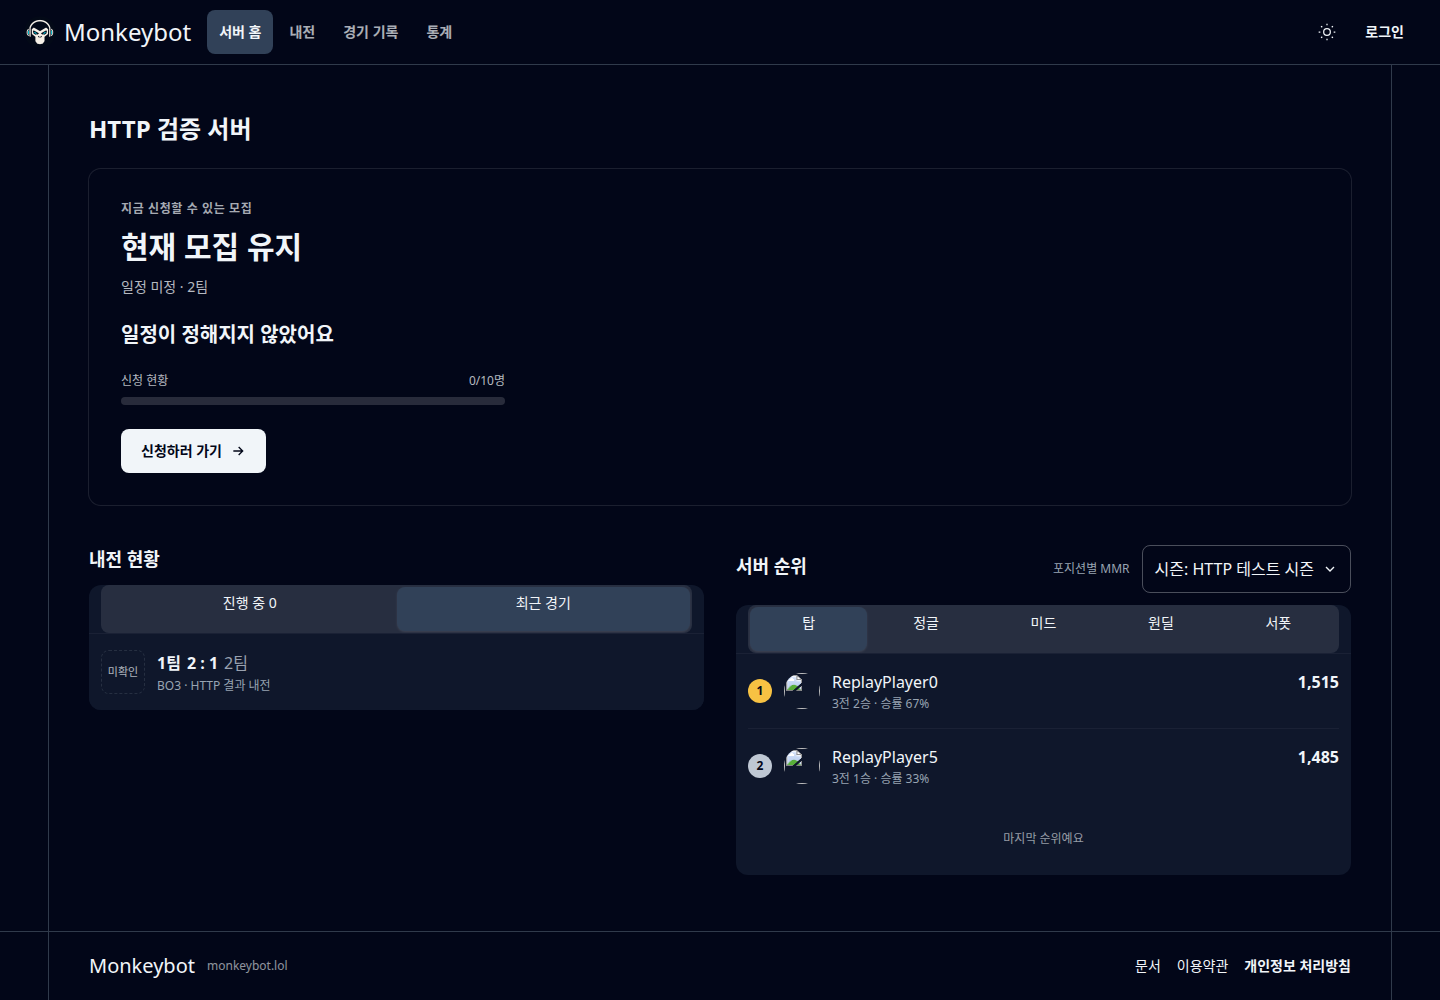 Monkeybot 서버 홈 내전 경기 기록 통계 로그인
HTTP 검증 서버
지금 신청할 수 있는 모집
현재 모집 유지
일정 미정 · 2팀
일정이 정해지지 않았어요
신청 현황 0/10명
신청하러 가기 →
내전 현황
진행 중 0 최근 경기
미확인
1팀 2 : 1 2팀
BO3 · HTTP 결과 내전
서버 순위 포지션별 MMR 시즌: HTTP 테스트 시즌
탑 정글 미드 원딜 서폿
1 ReplayPlayer0 1,515
3전 2승 · 승률 67%
2 ReplayPlayer5 1,485
3전 1승 · 승률 33%
마지막 순위예요
Monkeybot monkeybot.lol 문서 이용약관 개인정보 처리방침